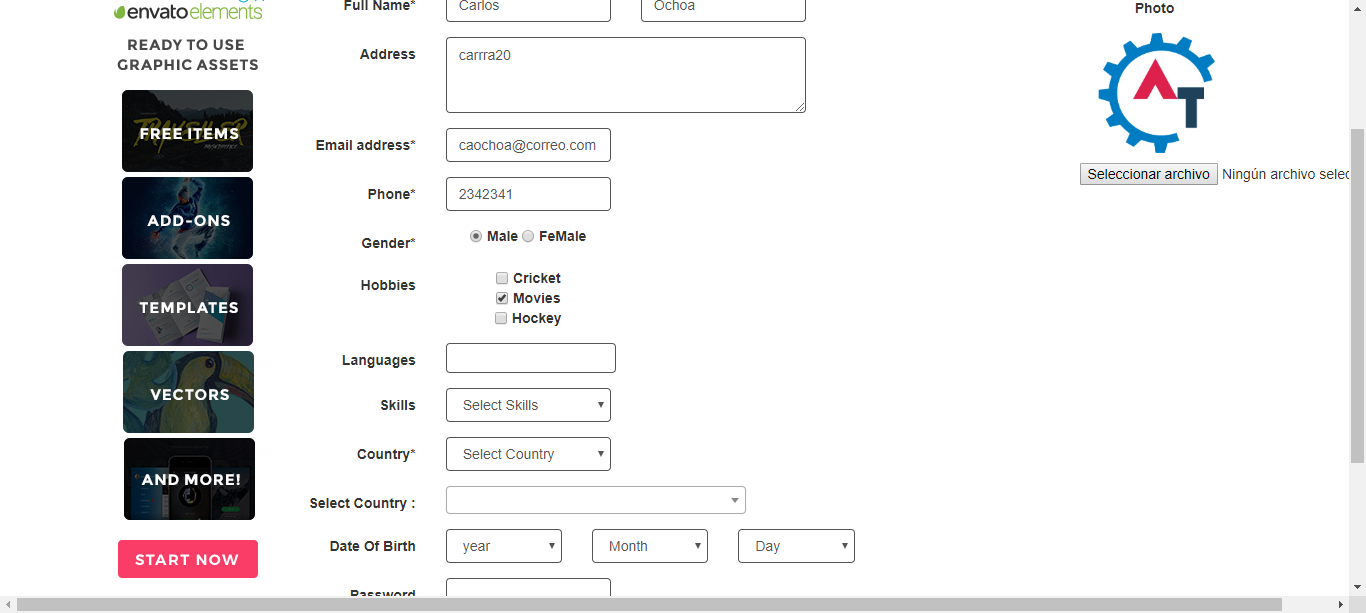 envato elements
READY TO USE
GRAPHIC ASSETS
FREE ITEMS
ADD-ONS
TEMPLATES
VECTORS
AND MORE!
START NOW
Full Name* Carlos Ochoa
Address carrra20
Email address* caochoa@correo.com
Phone* 2342341
Gender* Male FeMale
Hobbies Cricket
Movies
Hockey
Languages
Skills Select Skills
Country* Select Country
Select Country :
Date Of Birth year Month Day
Password
Photo
AT
Seleccionar archivo Ningún archivo selec